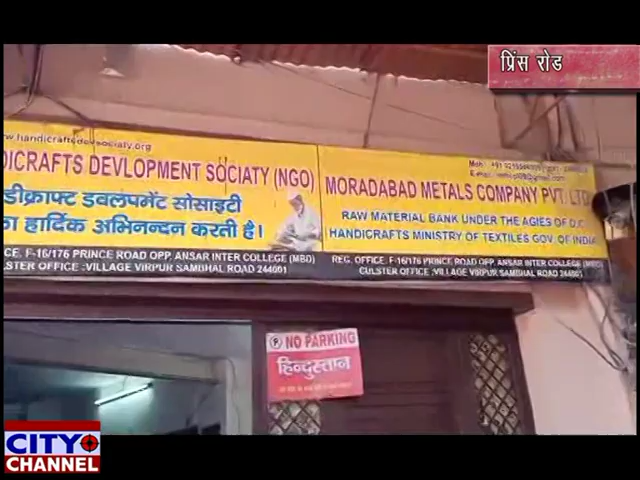 प्रिंस रोड
www.handicraftsdevsociaty.org
DICRAFTS DEVLOPMENT SOCIATY (NGO)
डीक्राफ्ट डवलपमेंट सोसाइटी
का हार्दिक अभिनन्दन करती है।
CE. F-16/176 PRINCE ROAD OPP. ANSAR INTER COLLEGE (MBD)
LSTER OFFICE : VILLAGE VIRPUR SAMBHAL ROAD 244001
MORADABAD METALS COMPANY PVT. LTD
RAW MATERIAL BANK UNDER THE AGIES OF D.C
HANDICRAFTS MINISTRY OF TEXTILES GOV. OF INDIA
REG. OFFICE. F-16/176 PRINCE ROAD OPP. ANSAR INTER COLLEGE (MBD)
CULSTER OFFICE : VILLAGE VIRPUR SAMBHAL ROAD 244001
NO PARKING
हिन्दुस्तान
CITY
CHANNEL